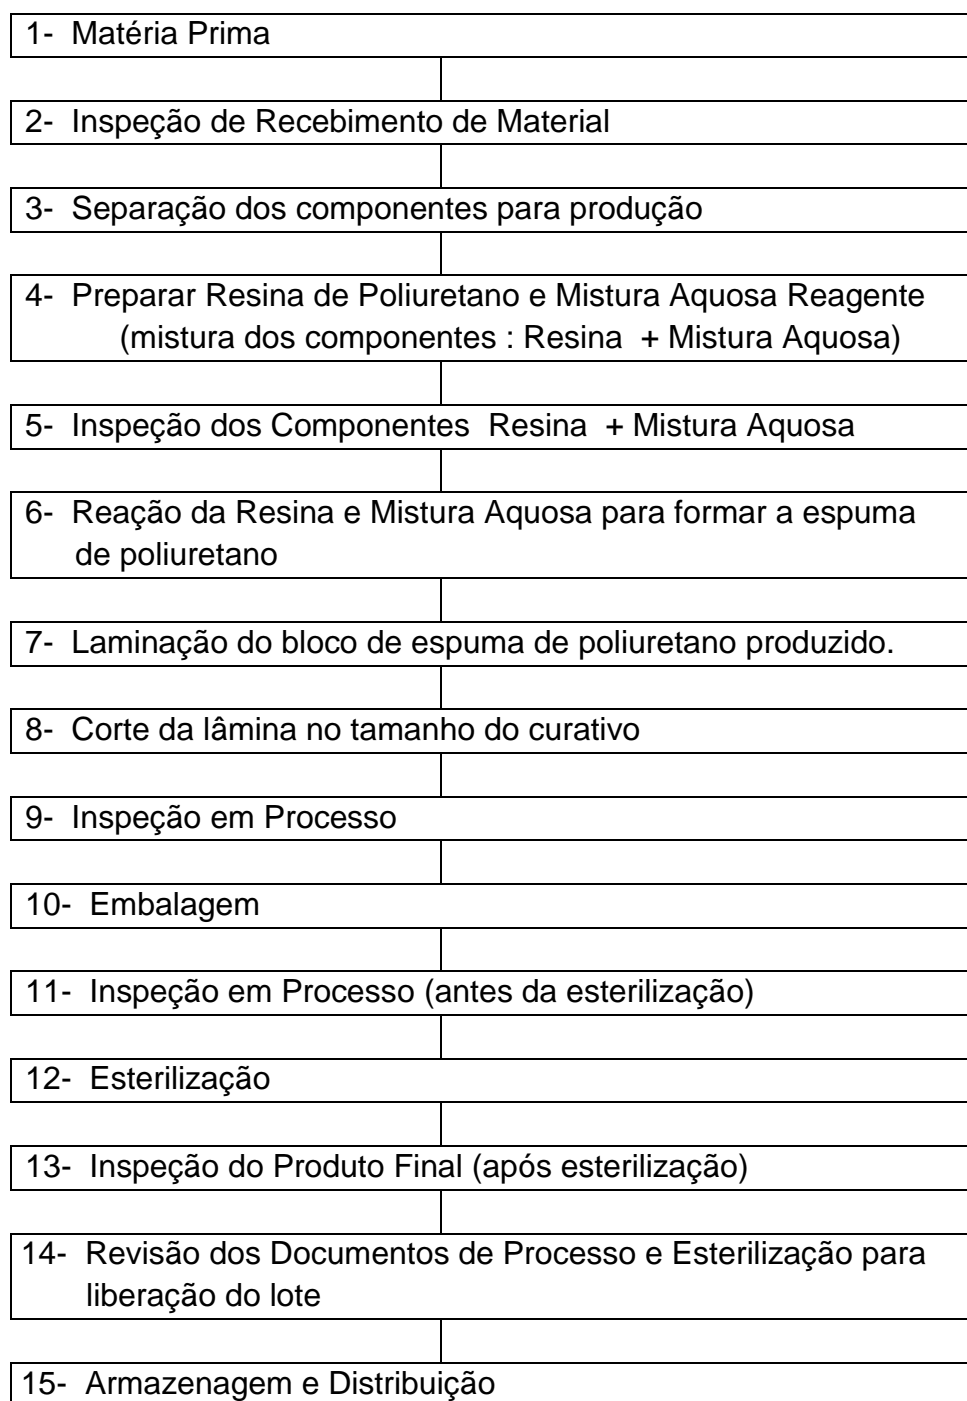 1- Matéria Prima
2- Inspeção de Recebimento de Material
3- Separação dos componentes para produção
4- Preparar Resina de Poliuretano e Mistura Aquosa Reagente
(mistura dos componentes : Resina + Mistura Aquosa)
5- Inspeção dos Componentes Resina + Mistura Aquosa
6- Reação da Resina e Mistura Aquosa para formar a espuma
de poliuretano
7- Laminação do bloco de espuma de poliuretano produzido.
8- Corte da lâmina no tamanho do curativo
9- Inspeção em Processo
10- Embalagem
11- Inspeção em Processo (antes da esterilização)
12- Esterilização
13- Inspeção do Produto Final (após esterilização)
14- Revisão dos Documentos de Processo e Esterilização para
liberação do lote
15- Armazenagem e Distribuição